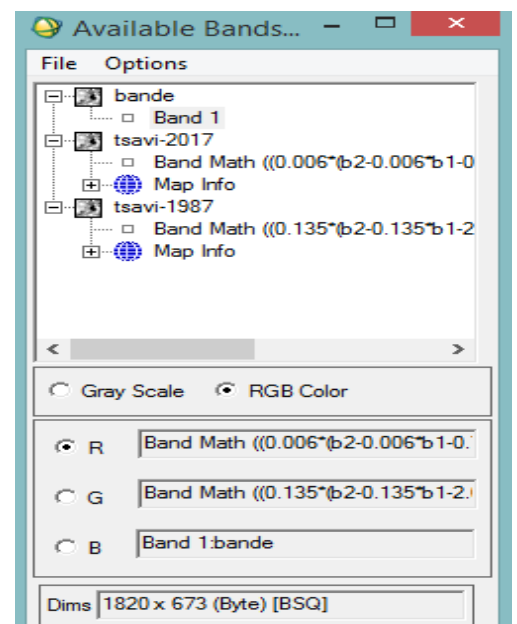 Available Bands...
File Options
bande
Band 1
tsavi-2017
Band Math ((0.006*(b2-0.006*b1-0
Map Info
tsavi-1987
Band Math ((0.135*(b2-0.135*b1-2
Map Info
Gray Scale RGB Color
R Band Math ((0.006*(b2-0.006*b1-0.
G Band Math ((0.135*(b2-0.135*b1-2.
B Band 1:bande
Dims 1820 x 673 (Byte) [BSQ]